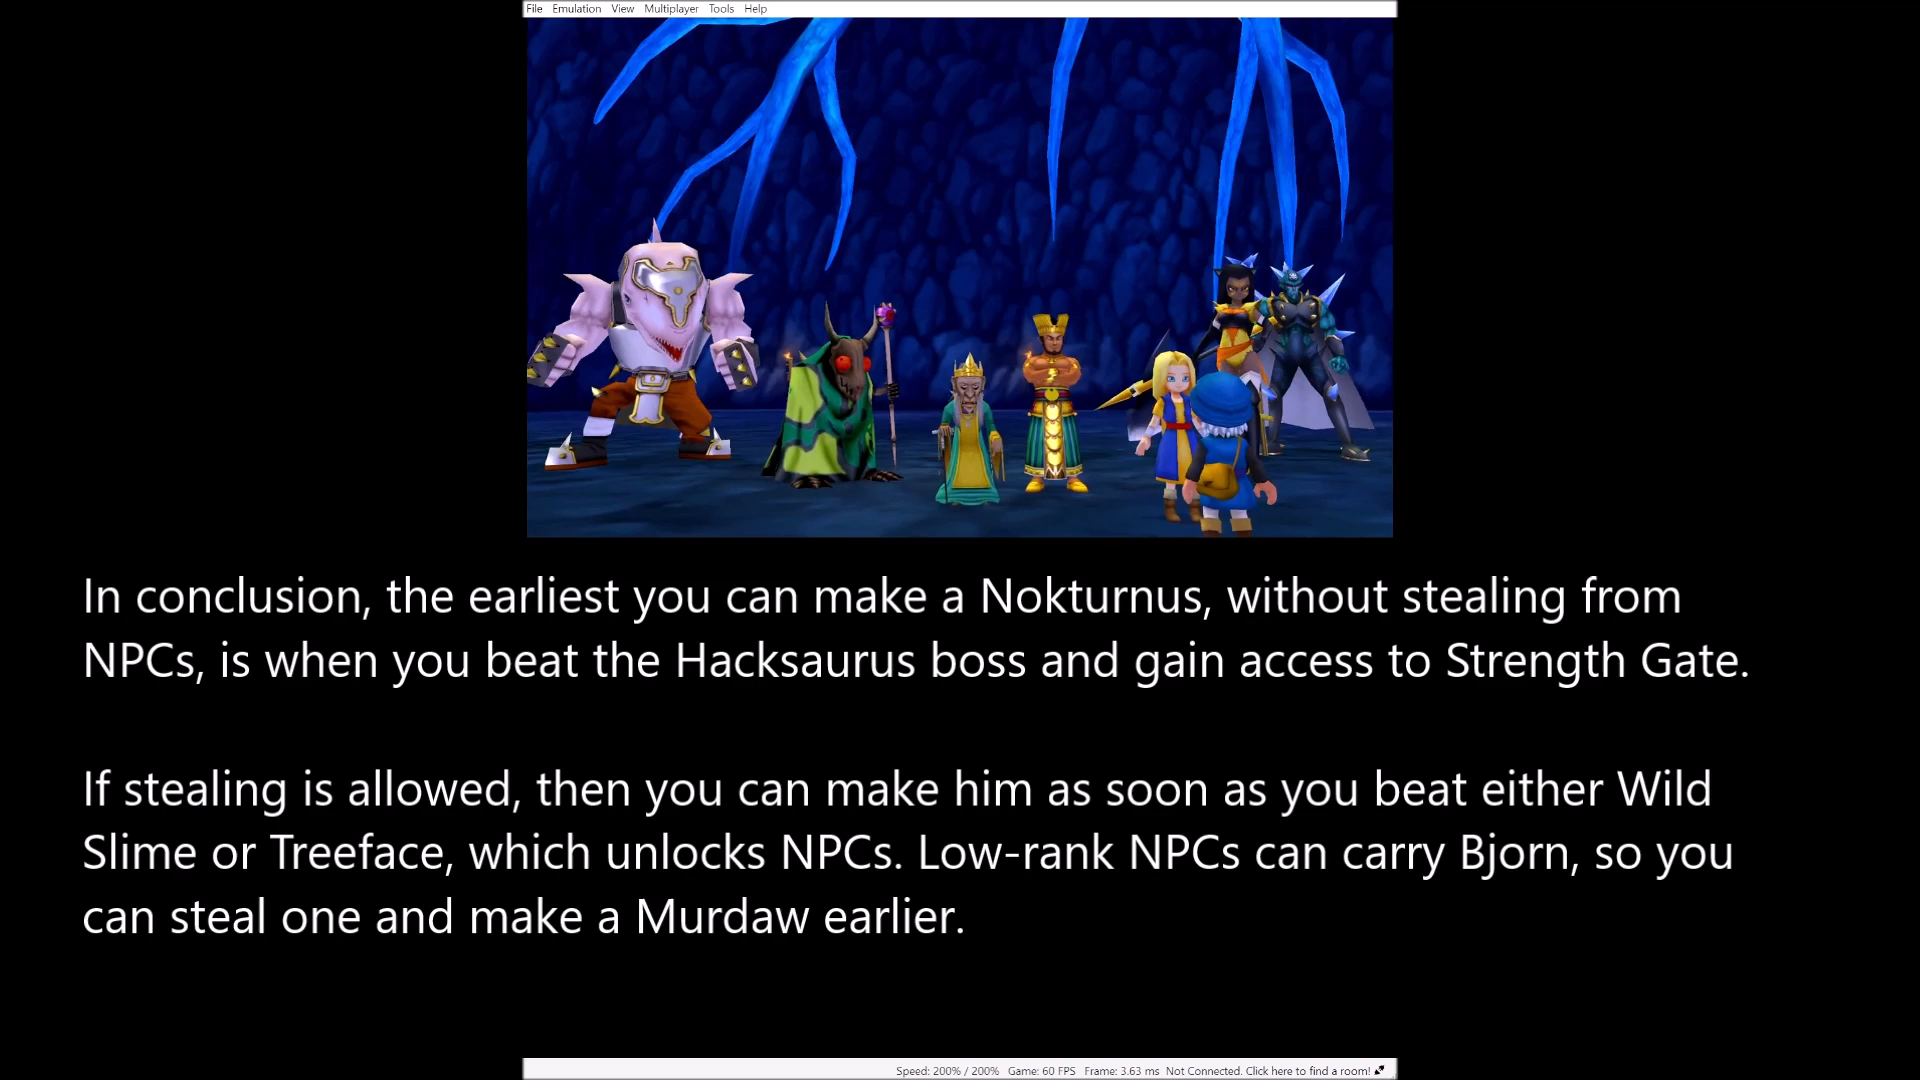 File Emulation View Multiplayer Tools Help
In conclusion, the earliest you can make a Nokturnus, without stealing from
NPCs, is when you beat the Hacksaurus boss and gain access to Strength Gate.
If stealing is allowed, then you can make him as soon as you beat either Wild
Slime or Treeface, which unlocks NPCs. Low-rank NPCs can carry Bjorn, so you
can steal one and make a Murdaw earlier.
Speed: 200% / 200% Game: 60 FPS Frame: 3.63 ms Not Connected. Click here to find a room!